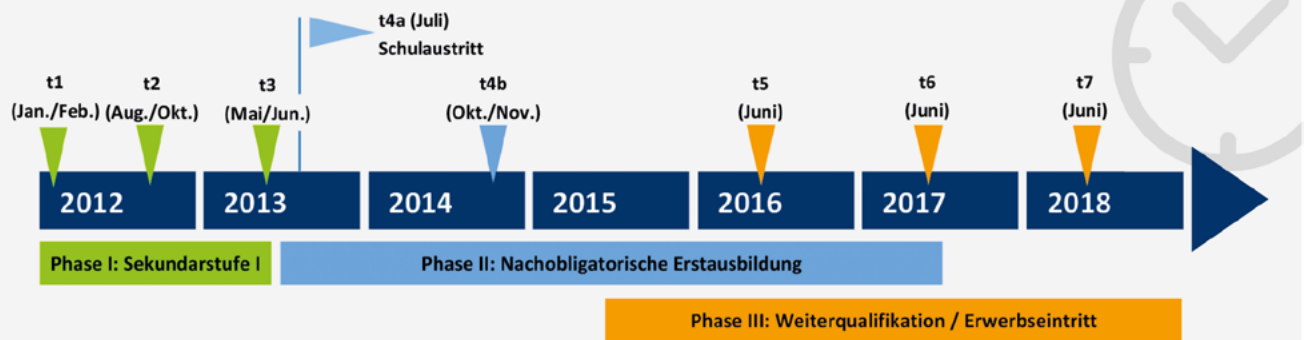 t4a (Juli)
Schulaustritt
t1
(Jan./Feb.)
t2
(Aug./Okt.)
t3
(Mai/Jun.)
t4b
(Okt./Nov.)
t5
(Juni)
t6
(Juni)
t7
(Juni)
2012
2013
2014
2015
2016
2017
2018
Phase I: Sekundarstufe I
Phase II: Nachobligatorische Erstausbildung
Phase III: Weiterqualifikation / Erwerbseintritt